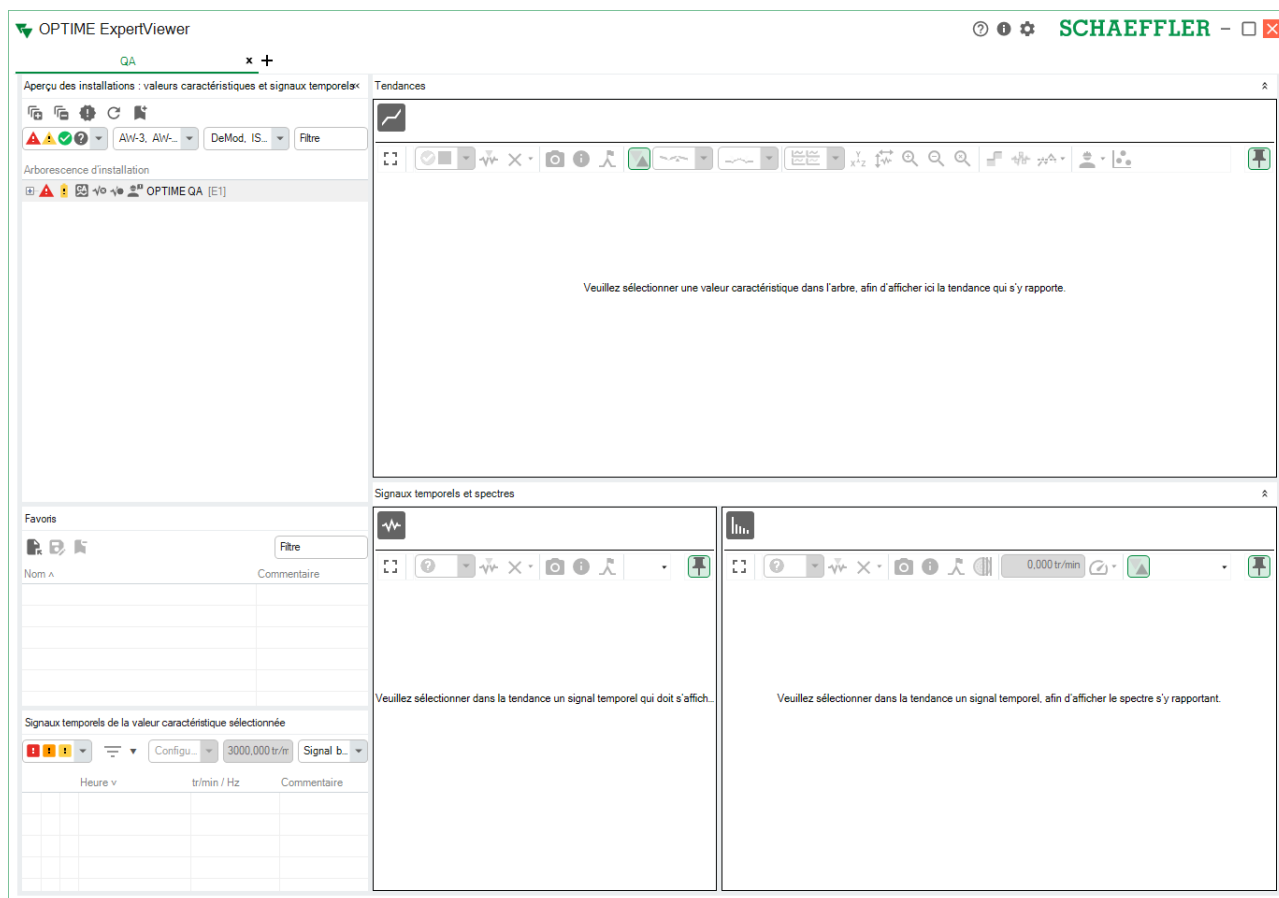 OPTIME ExpertViewer
SCHAEFFLER
QA
Aperçu des installations : valeurs caractéristiques et signaux temporels
Tendances
AW-3, AW-...
DeMod, IS...
Filtre
Arborescence d'installation
OPTIME QA [E1]
Veuillez sélectionner une valeur caractéristique dans l'arbre, afin d'afficher ici la tendance qui s'y rapporte.
Signaux temporels et spectres
Favoris
Filtre
Nom
Commentaire
0,000 tr/min
Veuillez sélectionner dans la tendance un signal temporel qui doit s'affich...
Veuillez sélectionner dans la tendance un signal temporel, afin d'afficher le spectre s'y rapportant.
Signaux temporels de la valeur caractéristique sélectionnée
Configu...
3000,000 tr/m
Signal b...
Heure
tr/min / Hz
Commentaire